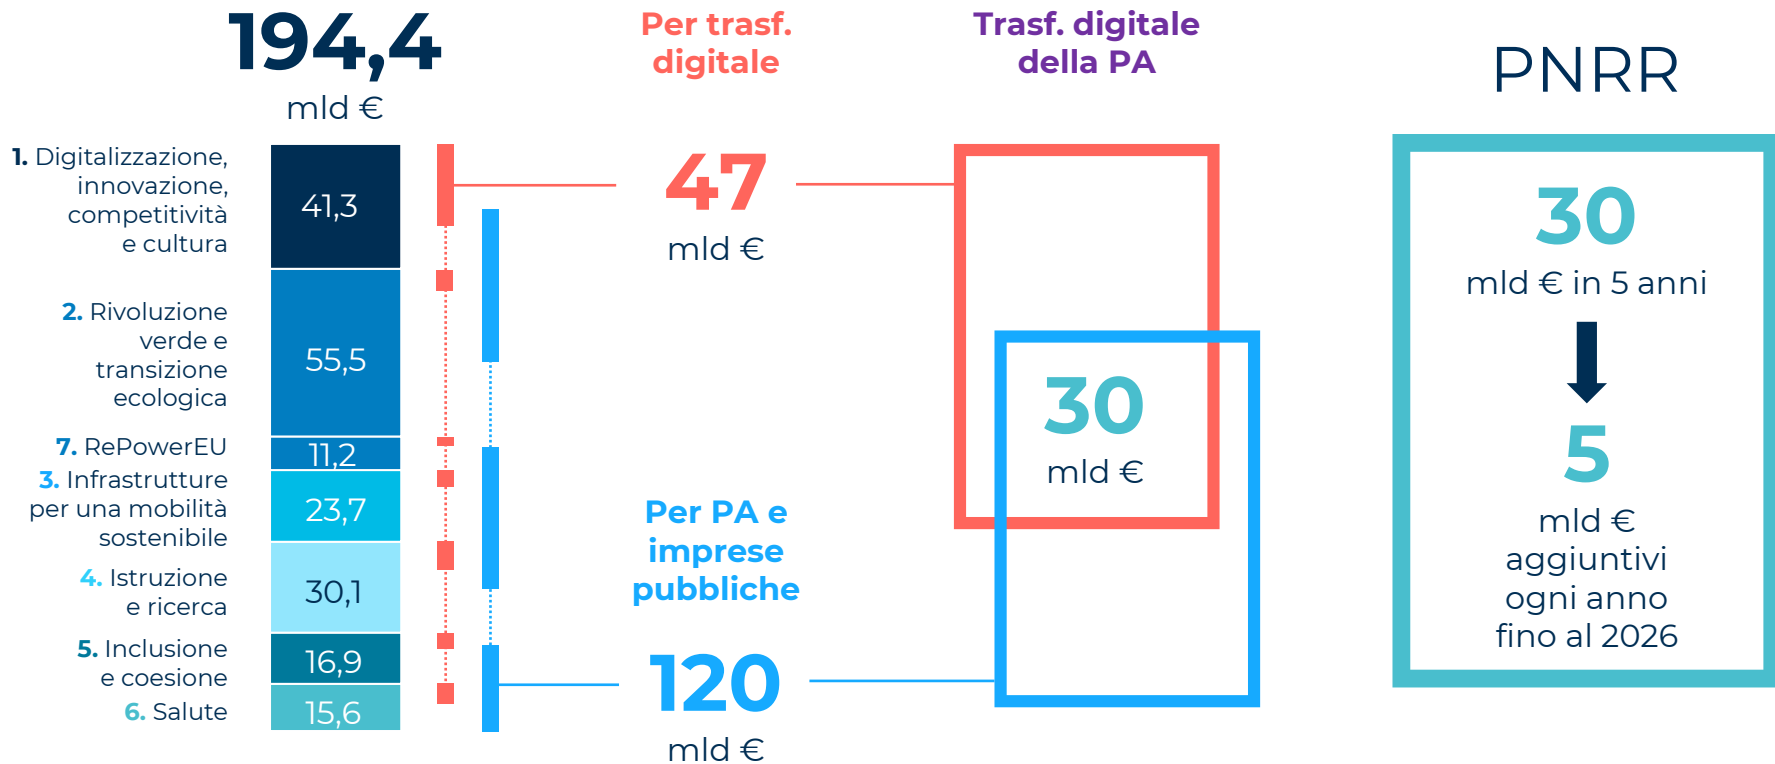 194,4
mld €
1. Digitalizzazione,
innovazione,
competitività
e cultura
41,3
2. Rivoluzione
verde e
transizione
ecologica
55,5
7. RePowerEU
11,2
3. Infrastrutture
per una mobilità
sostenibile
23,7
4. Istruzione
e ricerca
30,1
5. Inclusione
e coesione
16,9
6. Salute
15,6
Per trasf.
digitale
47
mld €
Per PA e
imprese
pubbliche
120
mld €
Trasf. digitale
della PA
30
mld €
PNRR
30
mld € in 5 anni
5
mld €
aggiuntivi
ogni anno
fino al 2026